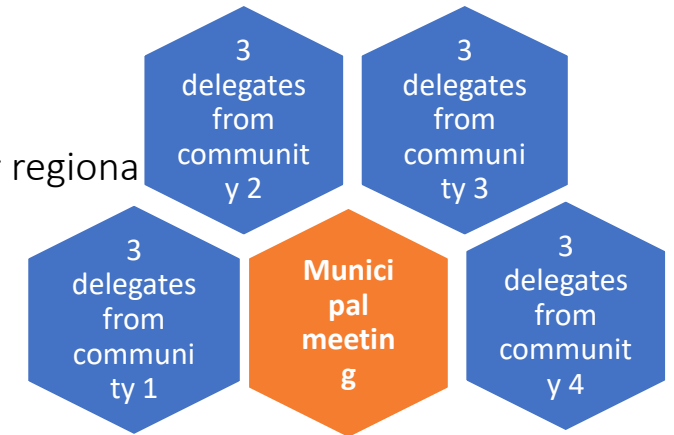 3
delegates
from
communit
y 2
3
delegates
from
communi
ty 3
regiona
3
delegates
from
communi
ty 1
Munici
pal
meetin
g
3
delegates
from
communit
y 4